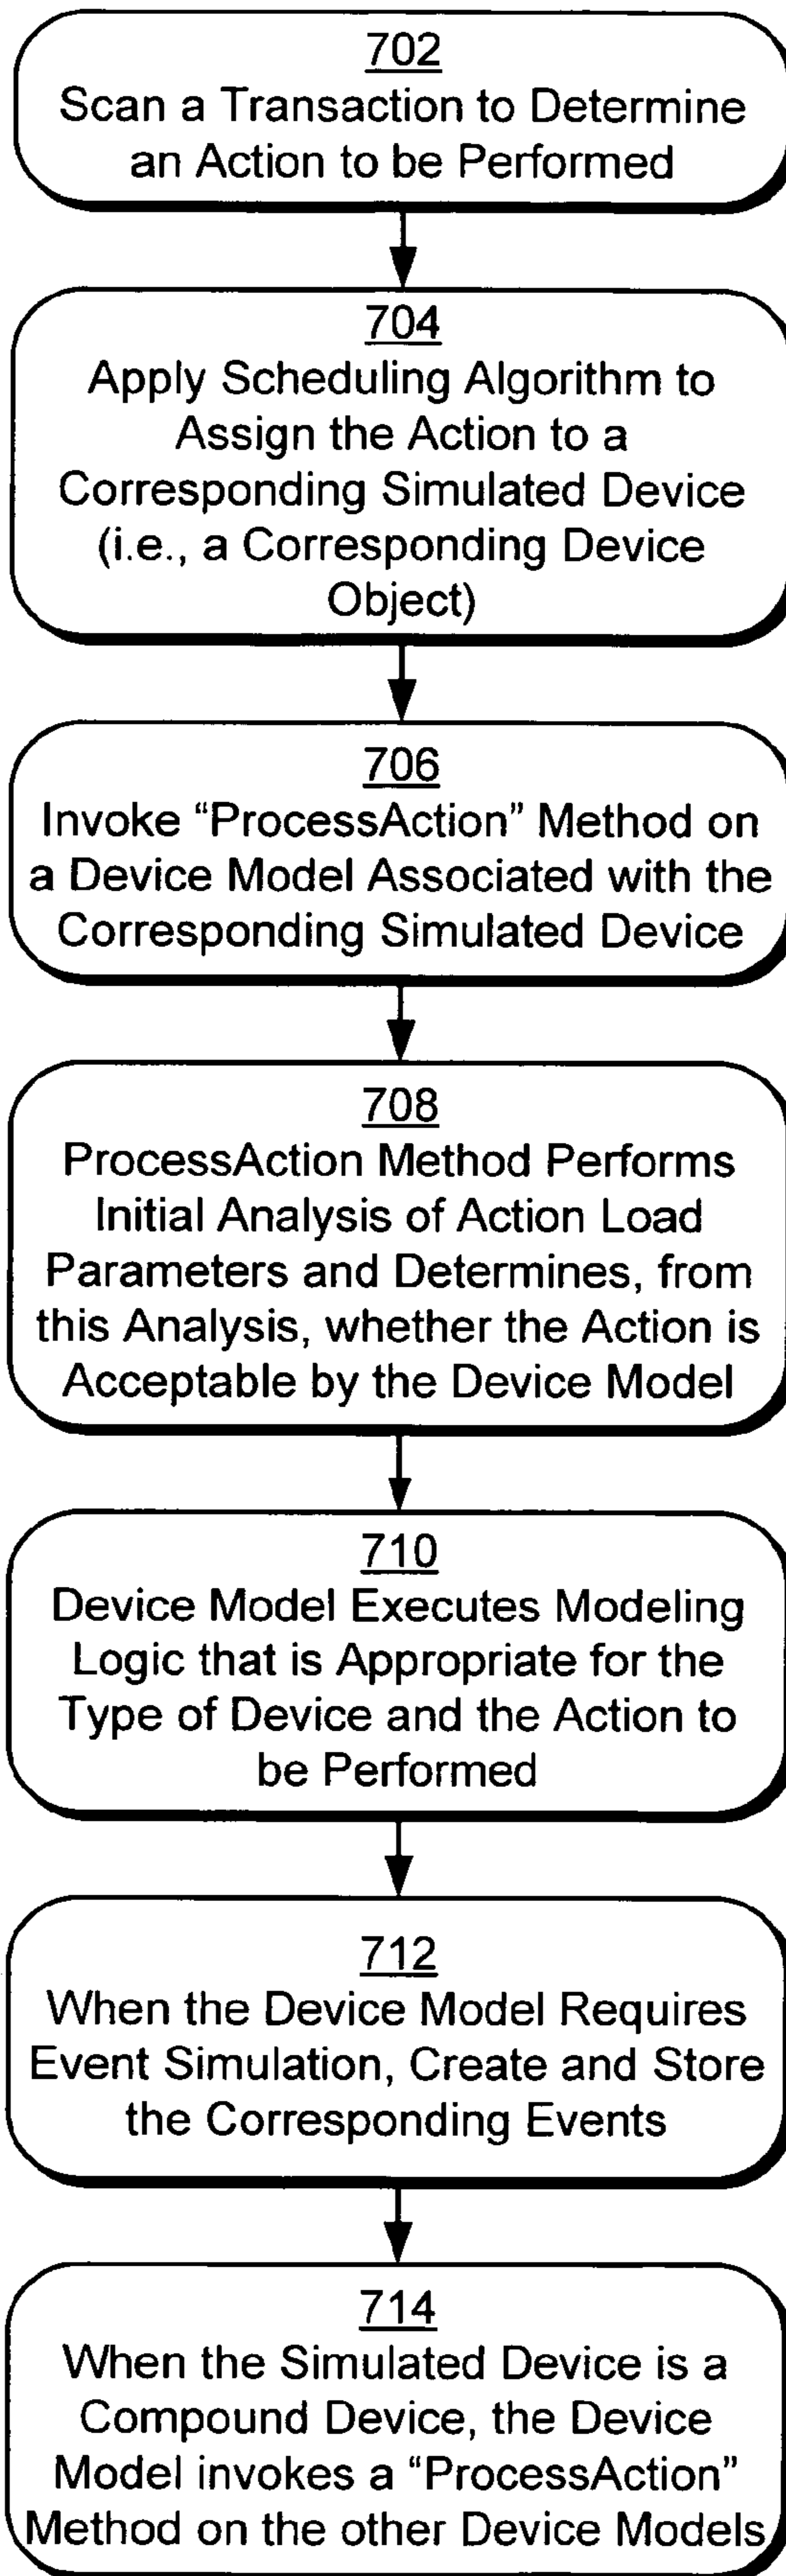 702
Scan a Transaction to Determine
an Action to be Performed
704
Apply Scheduling Algorithm to
Assign the Action to a
Corresponding Simulated Device
(i.e., a Corresponding Device
Object)
706
Invoke “ProcessAction” Method on
a Device Model Associated with the
Corresponding Simulated Device
708
ProcessAction Method Performs
Initial Analysis of Action Load
Parameters and Determines, from
this Analysis, whether the Action is
Acceptable by the Device Model
710
Device Model Executes Modeling
Logic that is Appropriate for the
Type of Device and the Action to
be Performed
712
When the Device Model Requires
Event Simulation, Create and Store
the Corresponding Events
714
When the Simulated Device is a
Compound Device, the Device
Model invokes a “ProcessAction”
Method on the other Device Models